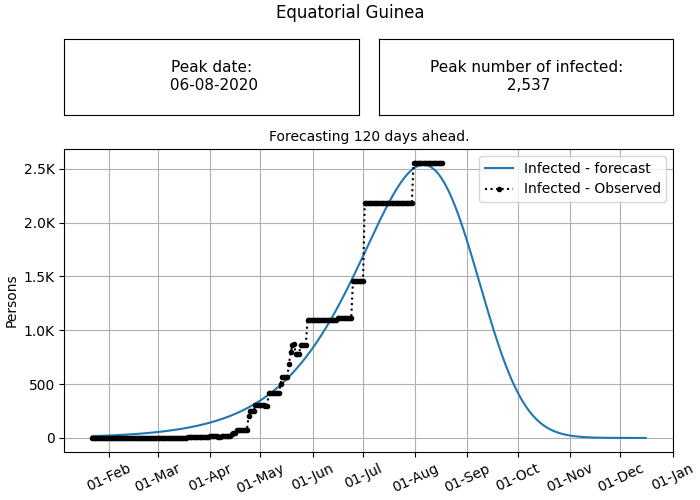 Equatorial Guinea
Peak date:
06-08-2020
Peak number of infected:
2,537
Forecasting 120 days ahead.
Infected - forecast
Infected - Observed
Persons
2.5K
2.0K
1.5K
1.0K
500
0
01-Feb
01-Mar
01-Apr
01-May
01-Jun
01-Jul
01-Aug
01-Sep
01-Oct
01-Nov
01-Dec
01-Jan